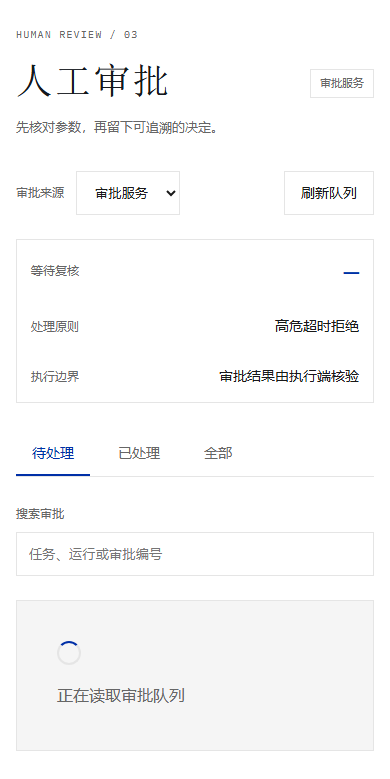 HUMAN REVIEW / 03
人工审批
审批服务
先核对参数，再留下可追溯的决定。
审批来源 审批服务 刷新队列
等待复核 —
处理原则 高危超时拒绝
执行边界 审批结果由执行端核验
待处理 已处理 全部
搜索审批
任务、运行或审批编号
正在读取审批队列